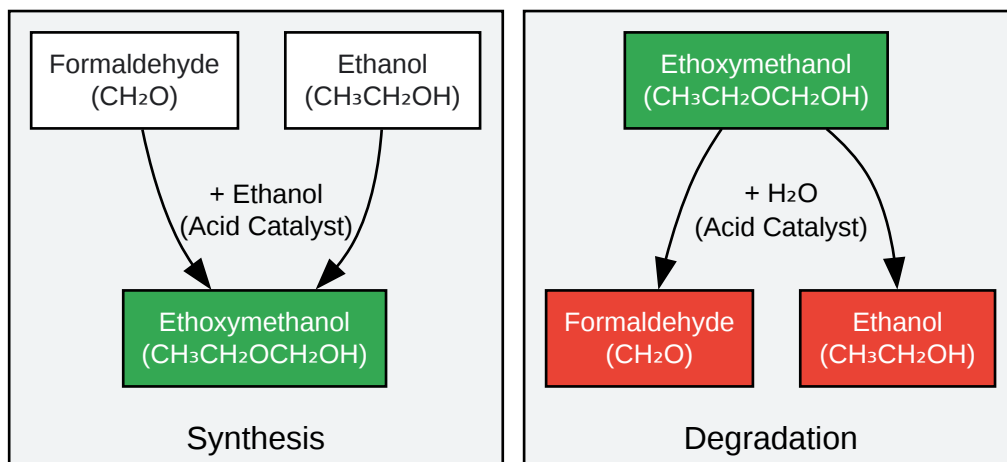 Formaldehyde
(CH₂O)
Ethanol
(CH₃CH₂OH)
+ Ethanol
(Acid Catalyst)
Ethoxymethanol
(CH₃CH₂OCH₂OH)
Synthesis
Ethoxymethanol
(CH₃CH₂OCH₂OH)
+ H₂O
(Acid Catalyst)
Formaldehyde
(CH₂O)
Ethanol
(CH₃CH₂OH)
Degradation